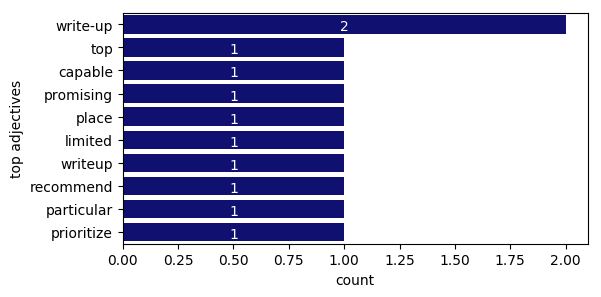 write-up 2
top 1
capable 1
promising 1
place 1
limited 1
writeup 1
recommend 1
particular 1
prioritize 1
top adjectives
0.00 0.25 0.50 0.75 1.00 1.25 1.50 1.75 2.00
count